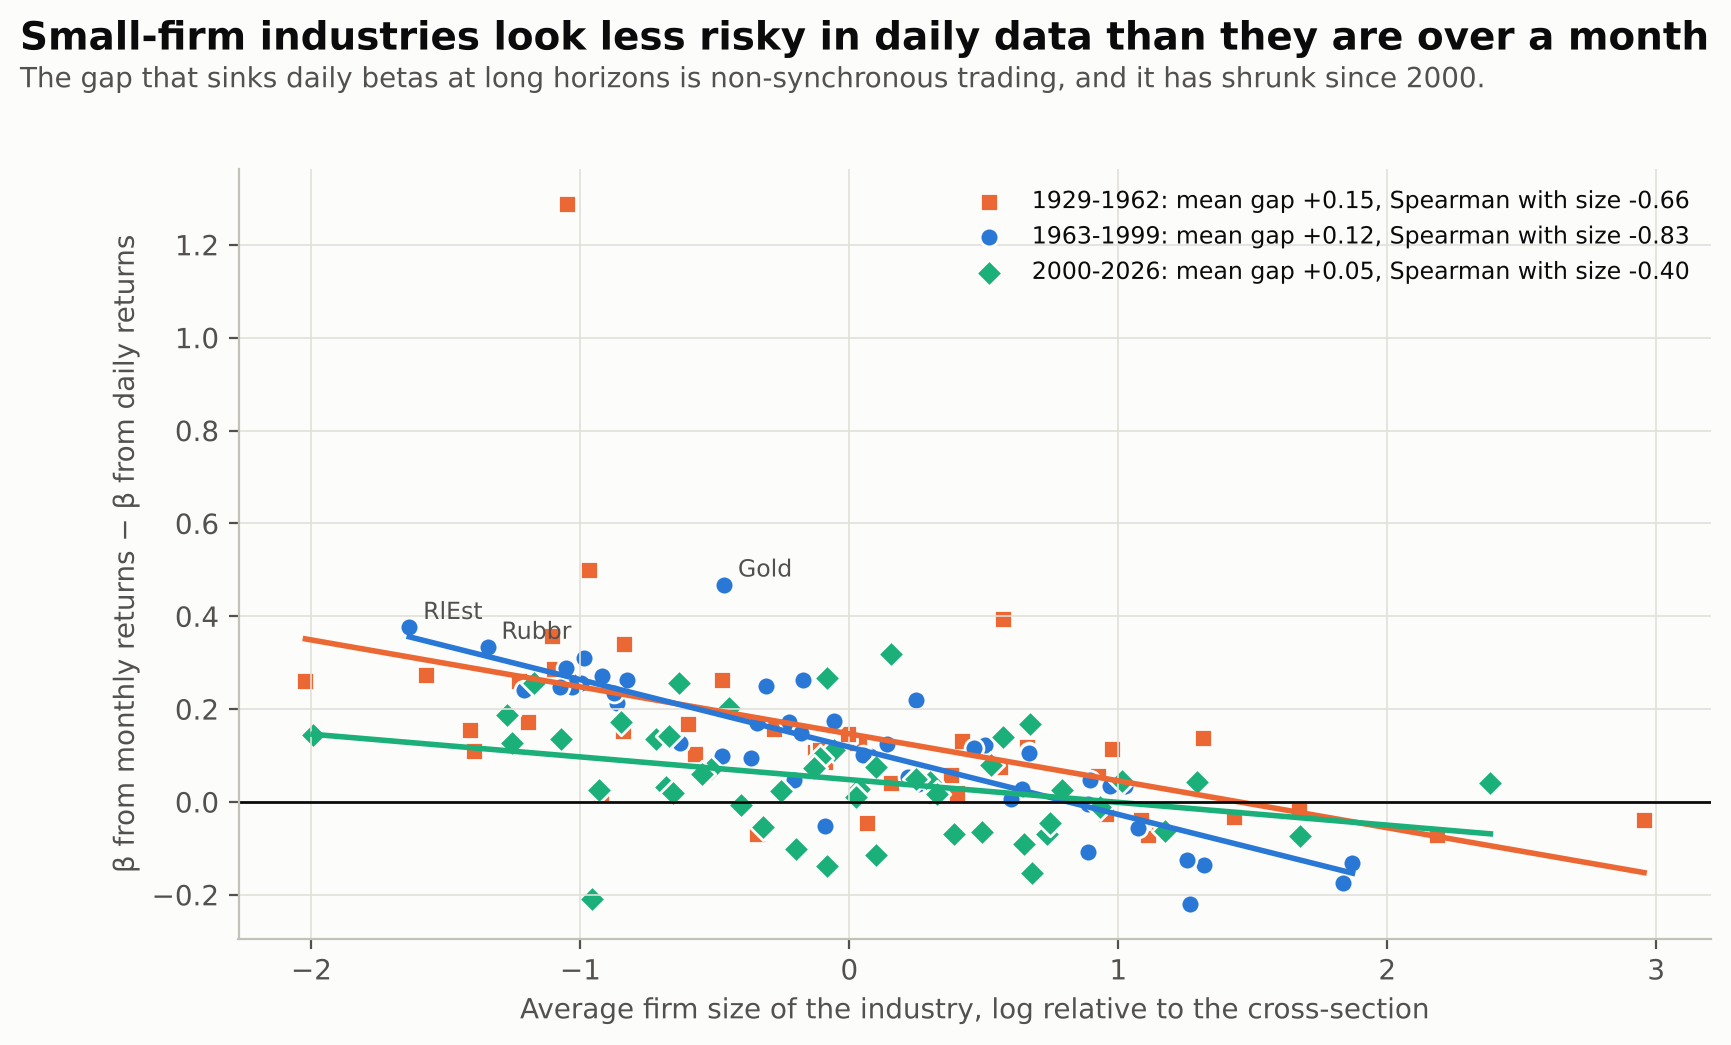 Small-firm industries look less risky in daily data than they are over a month
The gap that sinks daily betas at long horizons is non-synchronous trading, and it has shrunk since 2000.
1929-1962: mean gap +0.15, Spearman with size -0.66
1963-1999: mean gap +0.12, Spearman with size -0.83
2000-2026: mean gap +0.05, Spearman with size -0.40
β from monthly returns − β from daily returns
1.2
1.0
0.8
0.6
0.4
0.2
0.0
−0.2
Gold
RlEst
Rubbr
−2
−1
0
1
2
3
Average firm size of the industry, log relative to the cross-section